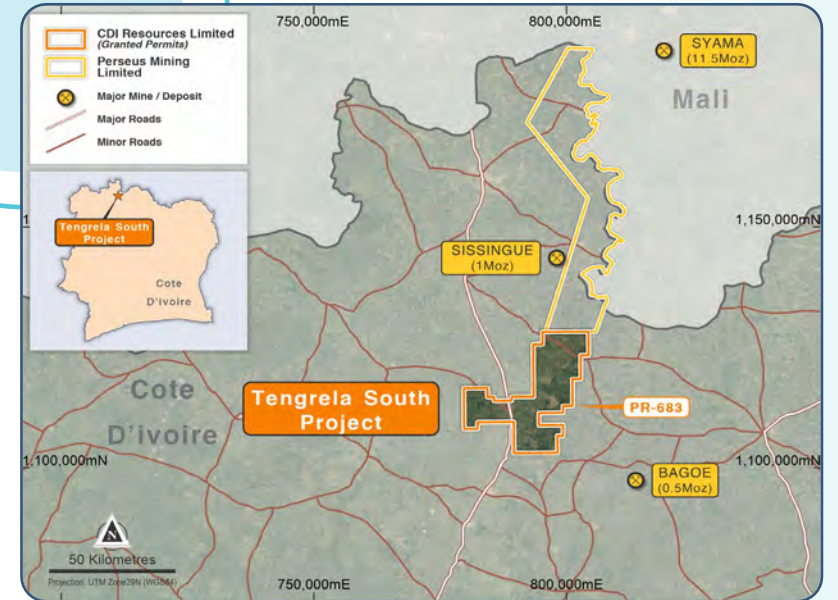 CDI Resources Limited
(Granted Permits)
Perseus Mining
Limited
Major Mine / Deposit
Major Roads
Minor Roads
750,000mE
800,000mE
SYAMA
(11.5Moz)
Mali
Tengrela South
Project
Cote
D'ivoire
1,150,000mN
SISSINGUE
(1Moz)
Cote
D'ivoire
Tengrela South
Project
PR-683
1,100,000mN
1,100,000mN
BAGOE
(0.5Moz)
N
50 Kilometres
Projection: UTM Zone29N (WGS84)
750,000mE
800,000mE